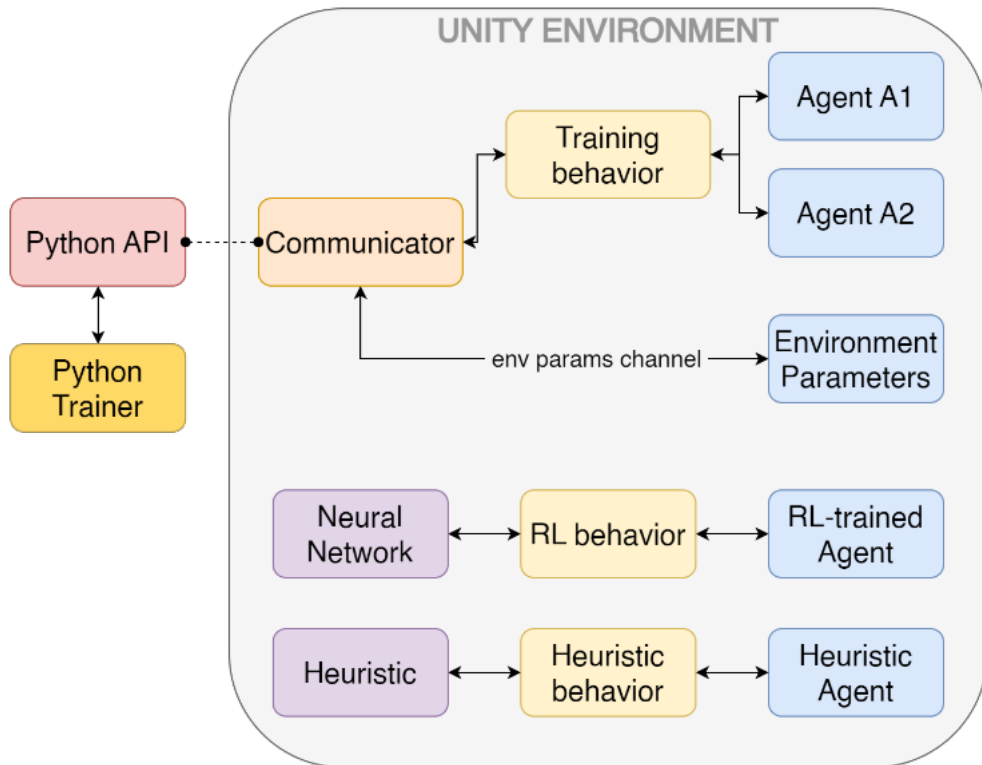 UNITY ENVIRONMENT
Agent A1
Training
behavior
Agent A2
Python API
Communicator
env params channel
Environment
Parameters
Python
Trainer
Neural
Network
RL behavior
RL-trained
Agent
Heuristic
Heuristic
behavior
Heuristic
Agent